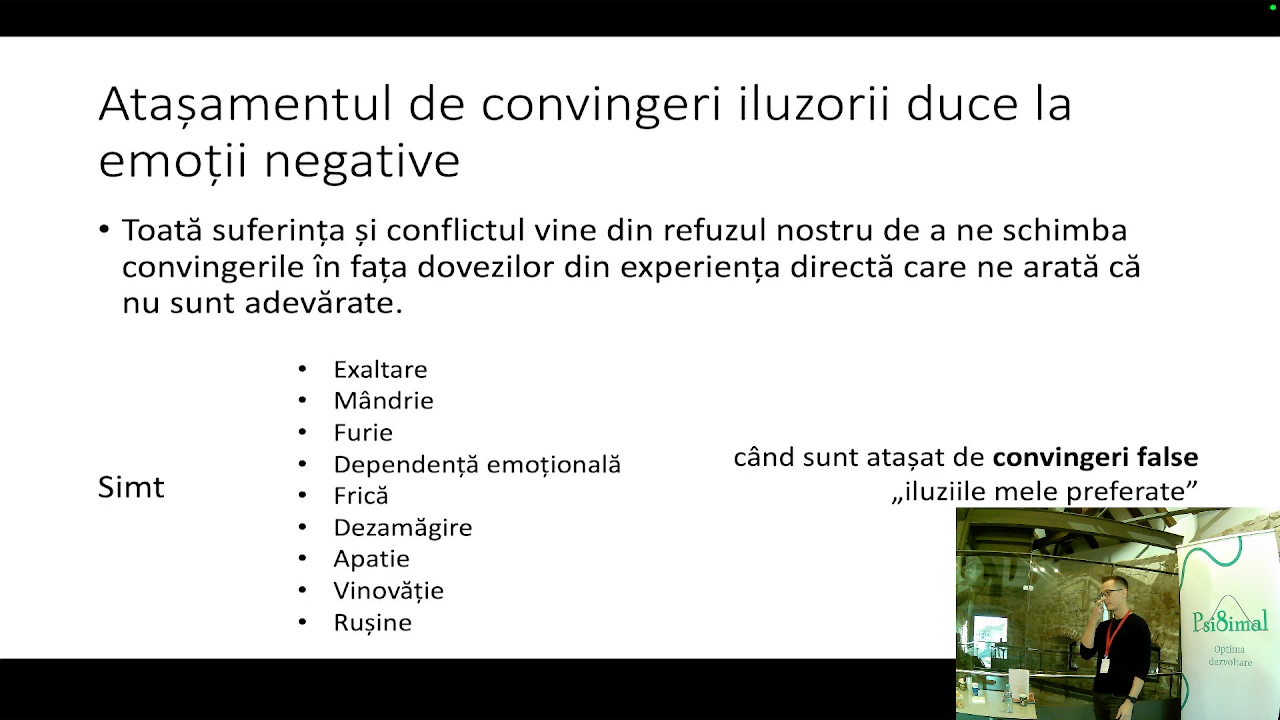 Atașamentul de convingeri iluzorii duce la
emoții negative
• Toată suferința și conflictul vine din refuzul nostru de a ne schimba
convingerile în fața dovezilor din experiența directă care ne arată că
nu sunt adevărate.
Simt
• Exaltare
• Mândrie
• Furie
• Dependență emoțională
• Frică
• Dezamăgire
• Apatie
• Vinovăție
• Rușine
când sunt atașat de convingeri false
„iluziile mele preferate”
Psi8imal
Optima
dezvoltare